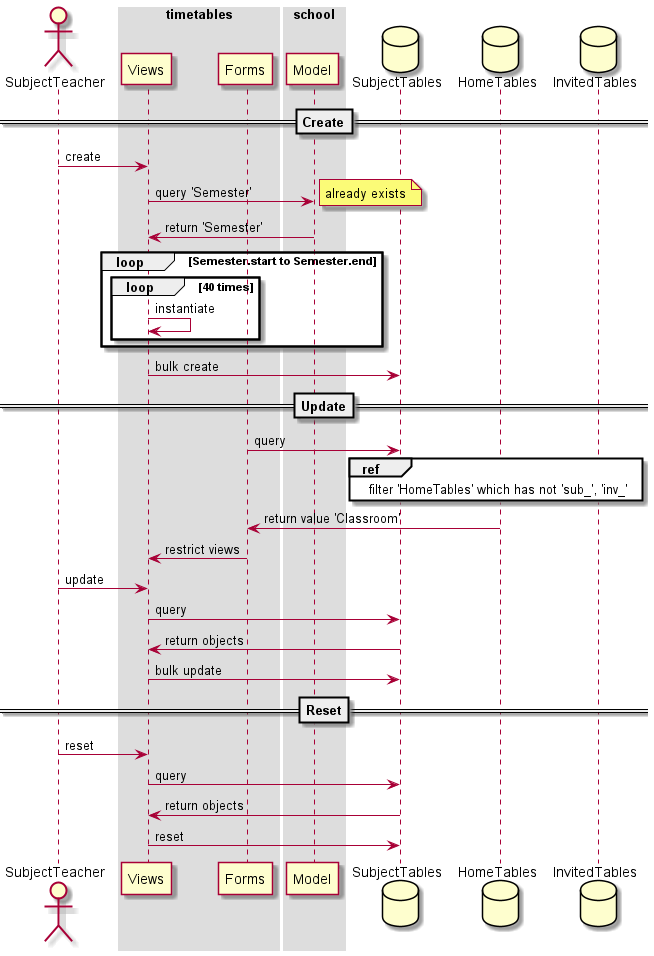 timetables
school
SubjectTeacher
Views
Forms
Model
SubjectTables
HomeTables
InvitedTables
Create
create
query 'Semester'
already exists
return 'Semester'
loop [Semester.start to Semester.end]
loop [40 times]
instantiate
bulk create
Update
query
ref
filter 'HomeTables' which has not 'sub_', 'inv_'
return value 'Classroom'
restrict views
update
query
return objects
bulk update
Reset
reset
query
return objects
reset
SubjectTeacher
Views
Forms
Model
SubjectTables
HomeTables
InvitedTables